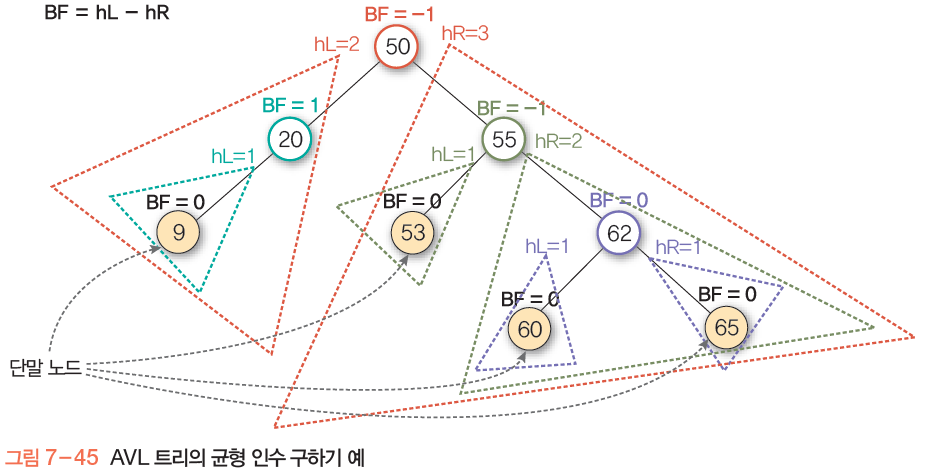 BF = hL – hR
BF = –1
50
hL=2
hR=3
BF = 1
20
hL=1
BF = –1
55
hL=1
hR=2
BF = 0
9
BF = 0
53
BF = 0
62
hL=1
hR=1
BF = 0
60
BF = 0
65
단말 노드
그림 7–45 AVL 트리의 균형 인수 구하기 예